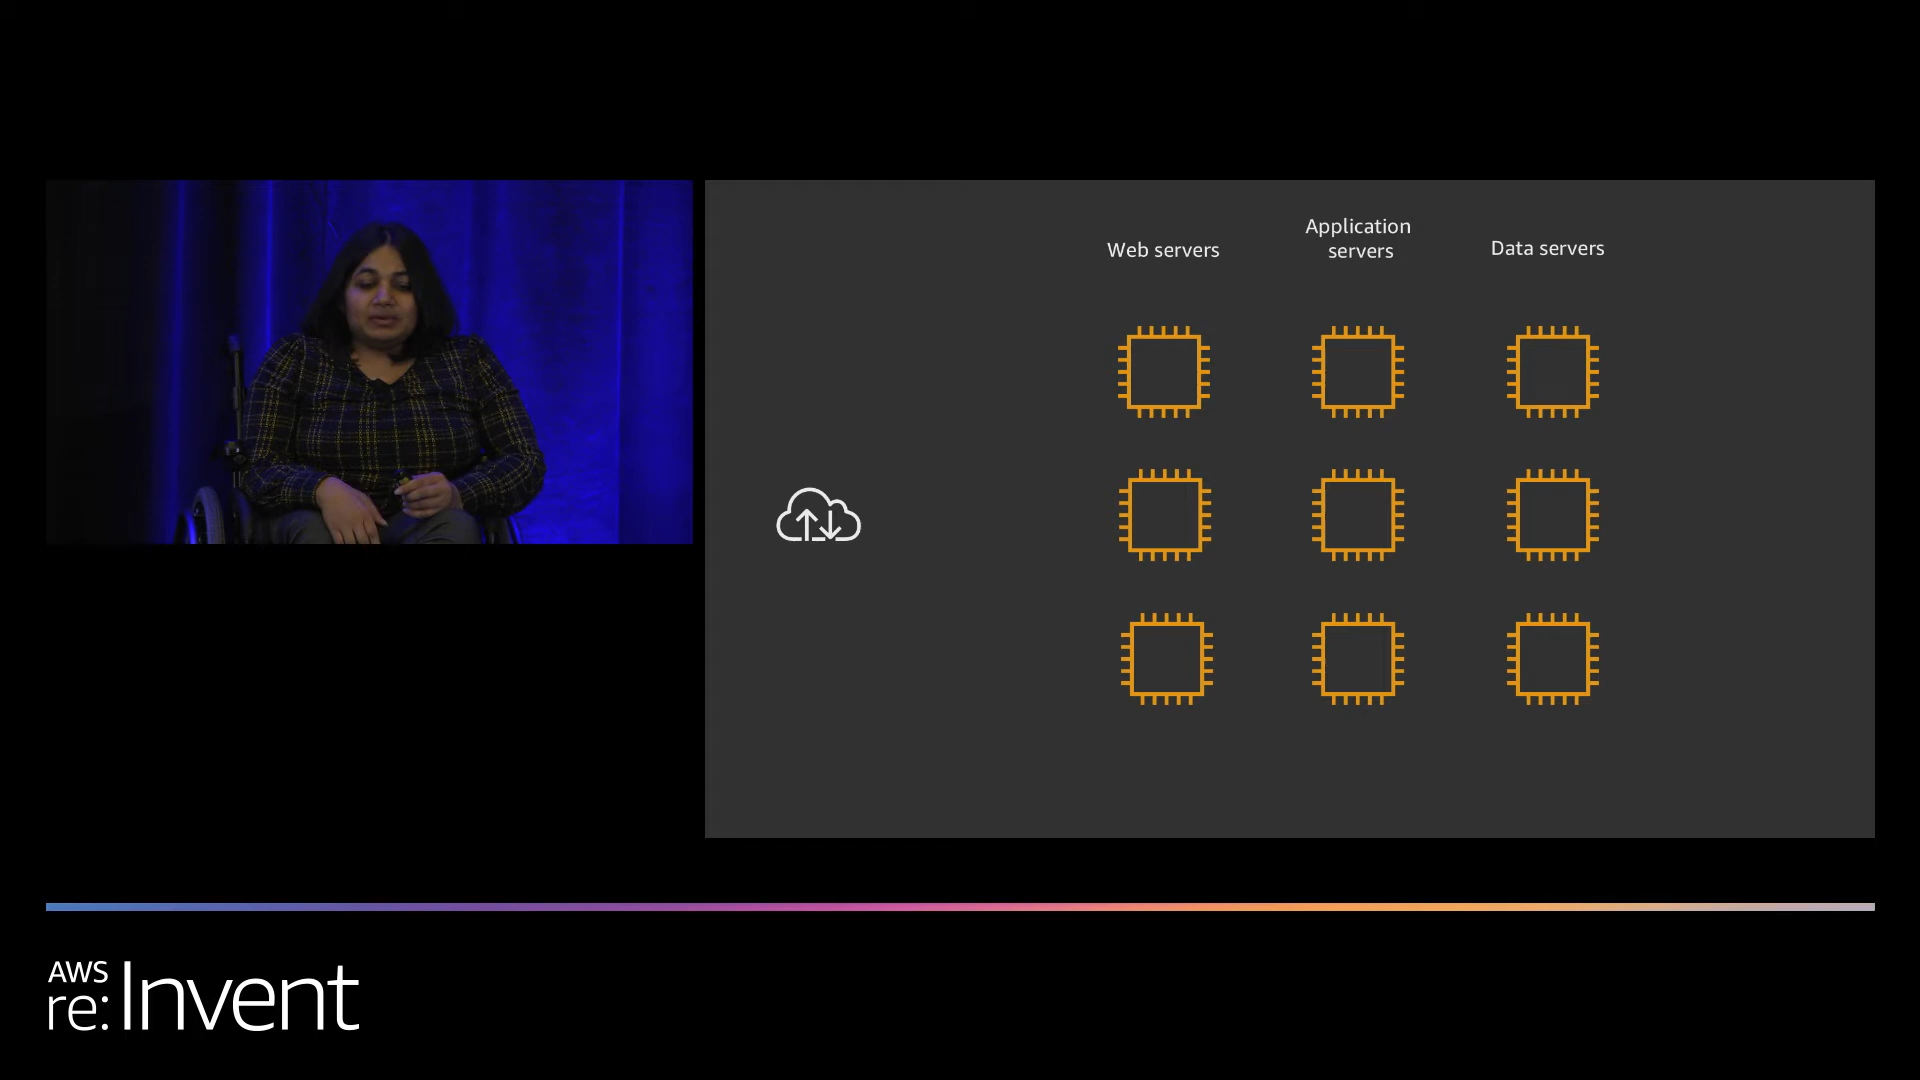 Web servers
Application
servers
Data servers
AWS
re:Invent